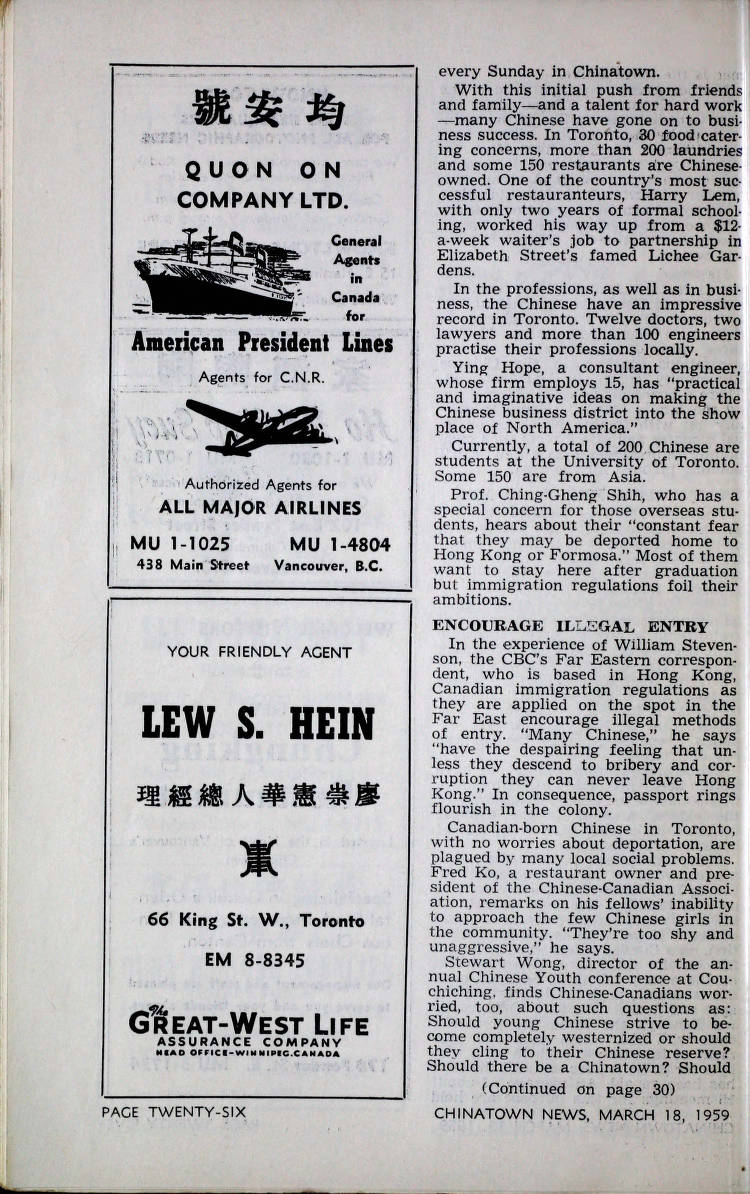 號安均
QUON ON
COMPANY LTD.
General
Agents
in
Canada
for
American President Lines
Agents for C.N.R.
Authorized Agents for
ALL MAJOR AIRLINES
MU 1-1025 MU 1-4804
438 Main Street Vancouver, B.C.
YOUR FRIENDLY AGENT
LEW S. HEIN
理經總人華憲崇廖
66 King St. W., Toronto
EM 8-8345
The
GREAT-WEST LIFE
ASSURANCE COMPANY
HEAD OFFICE-WINNIPEG.CANADA
every Sunday in Chinatown.
With this initial push from friends
and family—and a talent for hard work
—many Chinese have gone on to busi-
ness success. In Toronto, 30 food cater-
ing concerns, more than 200 laundries
and some 150 restaurants are Chinese-
owned. One of the country's most suc-
cessful restauranteurs, Harry Lem,
with only two years of formal school-
ing, worked his way up from a $12-
a-week waiter's job to partnership in
Elizabeth Street's famed Lichee Gar-
dens.
In the professions, as well as in busi-
ness, the Chinese have an impressive
record in Toronto. Twelve doctors, two
lawyers and more than 100 engineers
practise their professions locally.
Ying Hope, a consultant engineer,
whose firm employs 15, has "practical
and imaginative ideas on making the
Chinese business district into the show
place of North America."
Currently, a total of 200 Chinese are
students at the University of Toronto.
Some 150 are from Asia.
Prof. Ching-Gheng Shih, who has a
special concern for those overseas stu-
dents, hears about their "constant fear
that they may be deported home to
Hong Kong or Formosa." Most of them
want to stay here after graduation
but immigration regulations foil their
ambitions.
ENCOURAGE ILLEGAL ENTRY
In the experience of William Steven-
son, the CBC's Far Eastern correspon-
dent, who is based in Hong Kong,
Canadian immigration regulations as
they are applied on the spot in the
Far East encourage illegal methods
of entry. "Many Chinese," he says
"have the despairing feeling that un-
less they descend to bribery and cor-
ruption they can never leave Hong
Kong." In consequence, passport rings
flourish in the colony.
Canadian-born Chinese in Toronto,
with no worries about deportation, are
plagued by many local social problems.
Fred Ko, a restaurant owner and pre-
sident of the Chinese-Canadian Associ-
ation, remarks on his fellows' inability
to approach the few Chinese girls in
the community. "They're too shy and
unaggressive," he says.
Stewart Wong, director of the an-
nual Chinese Youth conference at Cou-
chiching, finds Chinese-Canadians wor-
ried, too, about such questions as:
Should young Chinese strive to be-
come completely westernized or should
they cling to their Chinese reserve?
Should there be a Chinatown? Should
(Continued on page 30)
PAGE TWENTY-SIX
CHINATOWN NEWS, MARCH 18, 1959